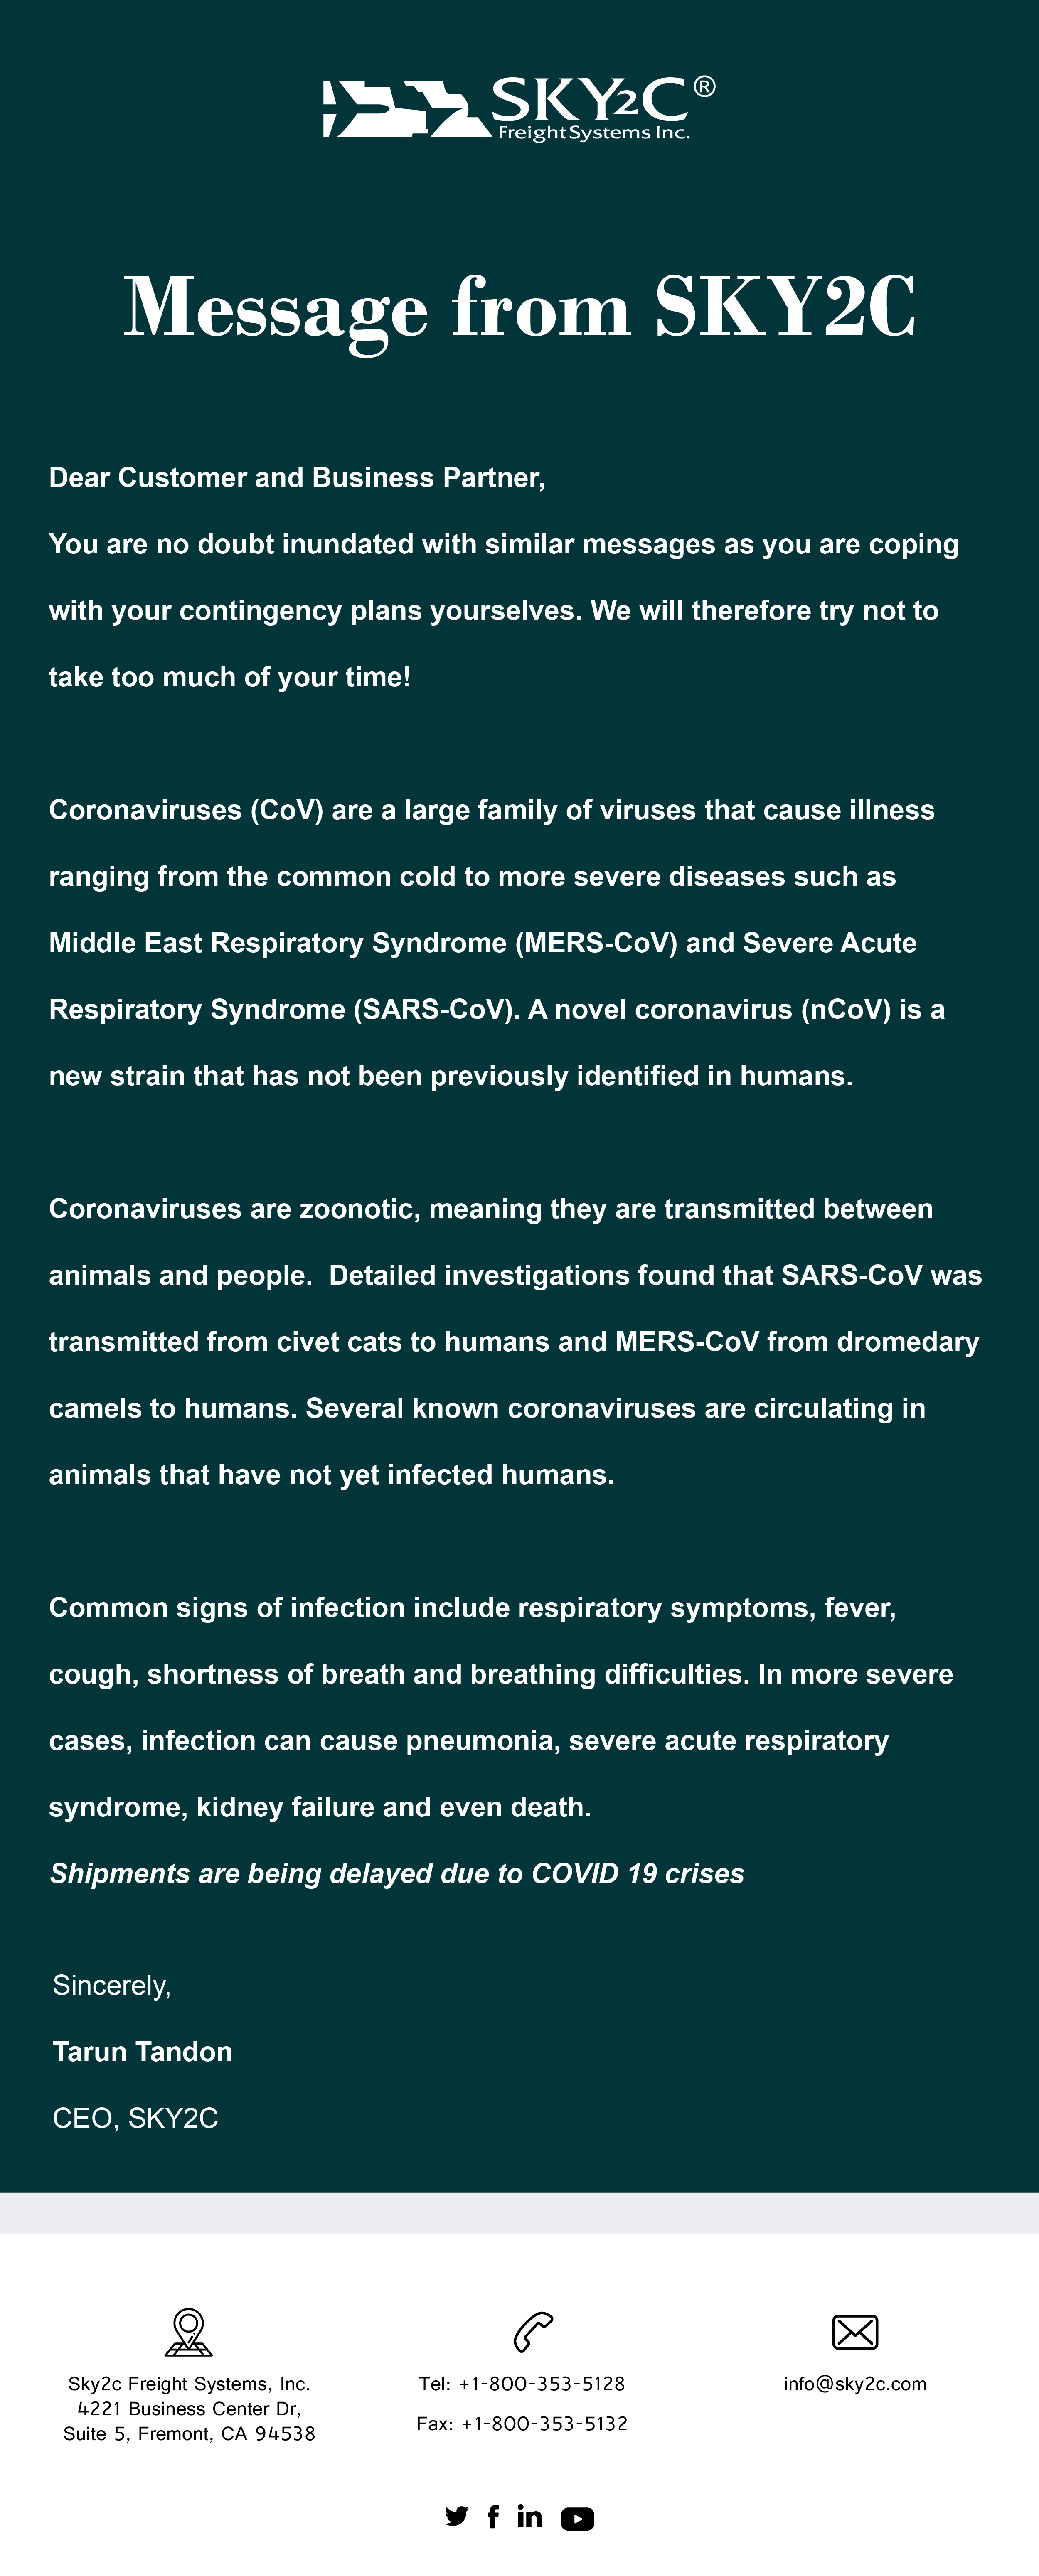 SKY2C®
Freight Systems Inc.
Message from SKY2C
Dear Customer and Business Partner,
You are no doubt inundated with similar messages as you are coping
with your contingency plans yourselves. We will therefore try not to
take too much of your time!
Coronaviruses (CoV) are a large family of viruses that cause illness
ranging from the common cold to more severe diseases such as
Middle East Respiratory Syndrome (MERS-CoV) and Severe Acute
Respiratory Syndrome (SARS-CoV). A novel coronavirus (nCoV) is a
new strain that has not been previously identified in humans.
Coronaviruses are zoonotic, meaning they are transmitted between
animals and people.  Detailed investigations found that SARS-CoV was
transmitted from civet cats to humans and MERS-CoV from dromedary
camels to humans. Several known coronaviruses are circulating in
animals that have not yet infected humans.
Common signs of infection include respiratory symptoms, fever,
cough, shortness of breath and breathing difficulties. In more severe
cases, infection can cause pneumonia, severe acute respiratory
syndrome, kidney failure and even death.
Shipments are being delayed due to COVID 19 crises
Sincerely,
Tarun Tandon
CEO, SKY2C
Sky2c Freight Systems, Inc.
4221 Business Center Dr,
Suite 5, Fremont, CA 94538
Tel: +1-800-353-5128
Fax: +1-800-353-5132
info@sky2c.com